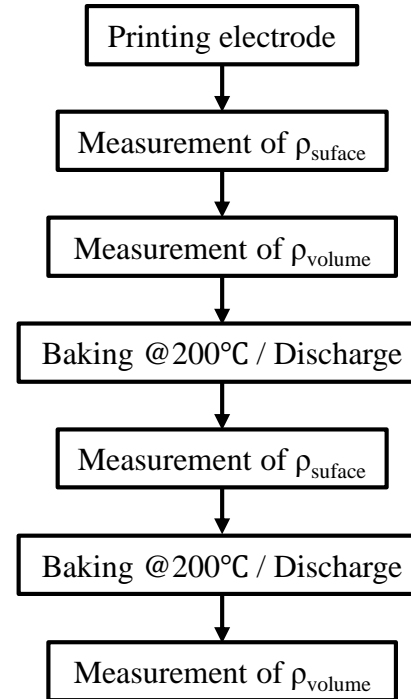 Printing electrode
Measurement of ρsuface
Measurement of ρvolume
Baking @200℃ / Discharge
Measurement of ρsuface
Baking @200℃ / Discharge
Measurement of ρvolume